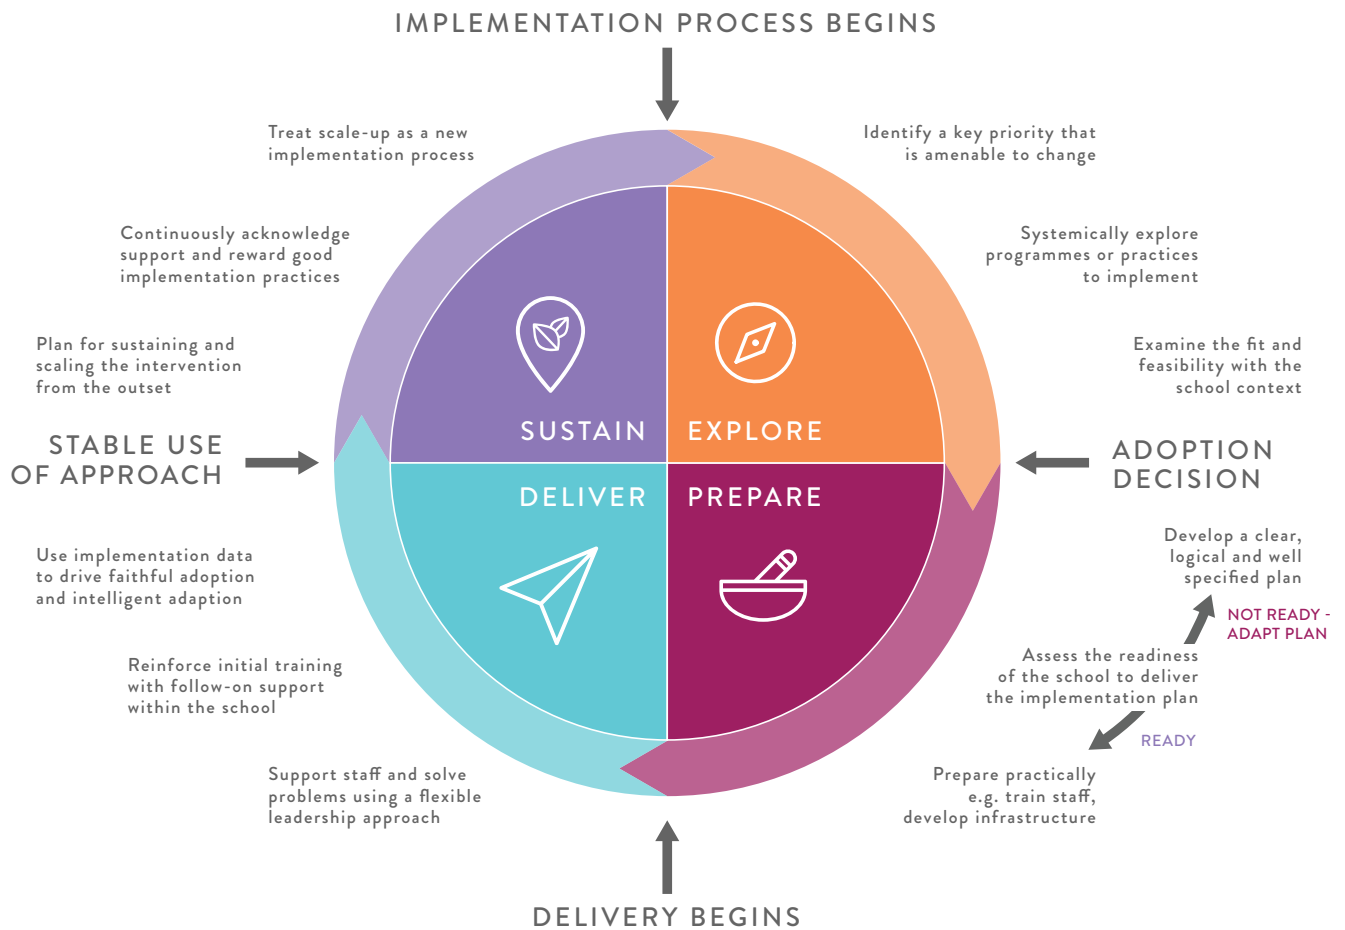 IMPLEMENTATION PROCESS BEGINS
Treat scale-up as a new
implementation process
Identify a key priority that
is amenable to change
Continuously acknowledge
support and reward good
implementation practices
Systemically explore
programmes or practices
to implement
Plan for sustaining and
scaling the intervention
from the outset
Examine the fit and
feasibility with the
school context
SUSTAIN
EXPLORE
STABLE USE
OF APPROACH
ADOPTION
DECISION
DELIVER
PREPARE
Use implementation data
to drive faithful adoption
and intelligent adaption
Develop a clear,
logical and well
specified plan
NOT READY -
ADAPT PLAN
Reinforce initial training
with follow-on support
within the school
Assess the readiness
of the school to deliver
the implementation plan
READY
Support staff and solve
problems using a flexible
leadership approach
Prepare practically
e.g. train staff,
develop infrastructure
DELIVERY BEGINS